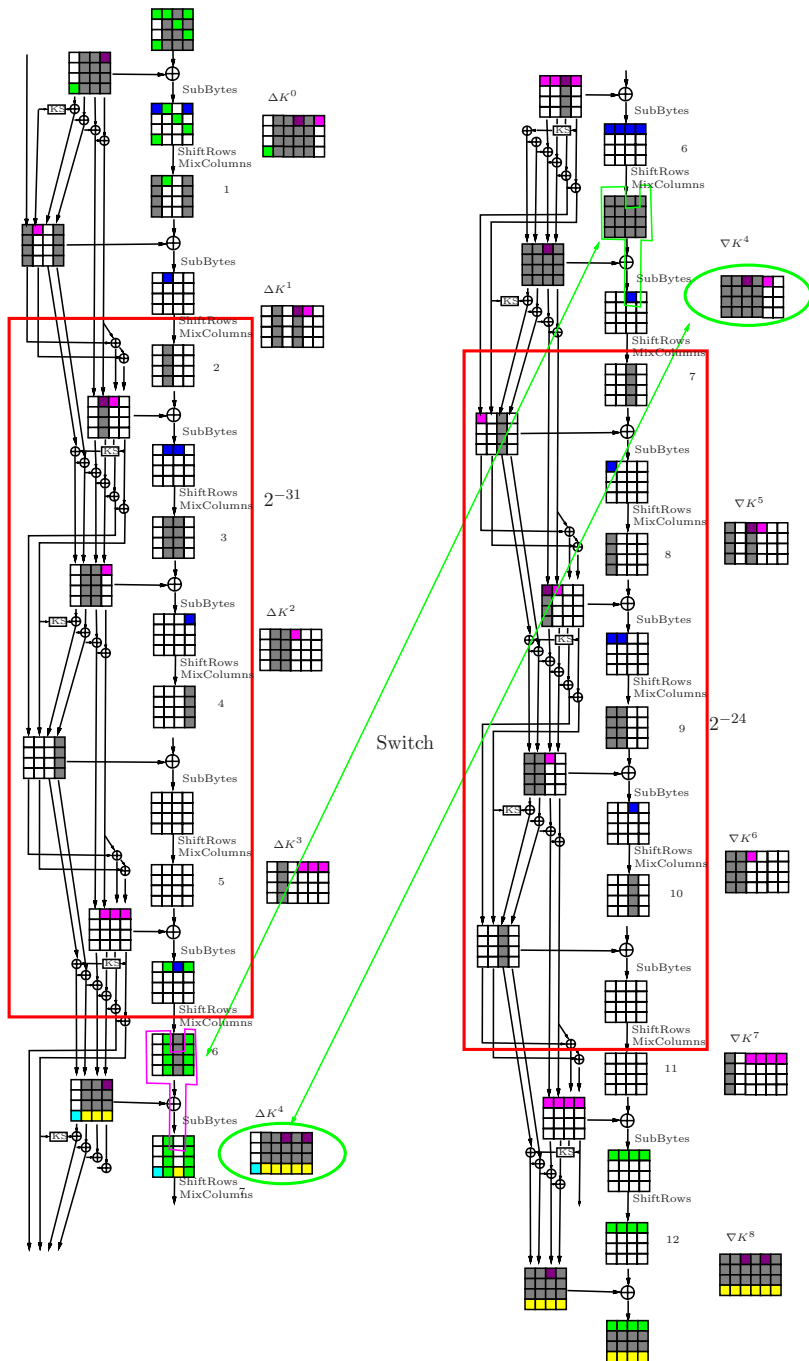 SubBytes
ΔK^0
KS
ShiftRows
MixColumns
1
SubBytes
ΔK^1
ShiftRows
MixColumns
2
SubBytes
KS
ShiftRows
MixColumns
2^{-31}
3
SubBytes
ΔK^2
KS
ShiftRows
MixColumns
4
SubBytes
ShiftRows
MixColumns
ΔK^3
5
SubBytes
KS
ShiftRows
MixColumns
6
ΔK^4
SubBytes
KS
ShiftRows
MixColumns
7
Switch
SubBytes
KS
6
ShiftRows
MixColumns
∇K^4
SubBytes
KS
ShiftRows
MixColumns
7
SubBytes
ShiftRows
MixColumns
∇K^5
8
SubBytes
KS
ShiftRows
MixColumns
9
2^{-24}
SubBytes
KS
ShiftRows
MixColumns
∇K^6
10
SubBytes
ShiftRows
MixColumns
∇K^7
11
SubBytes
KS
ShiftRows
12
∇K^8